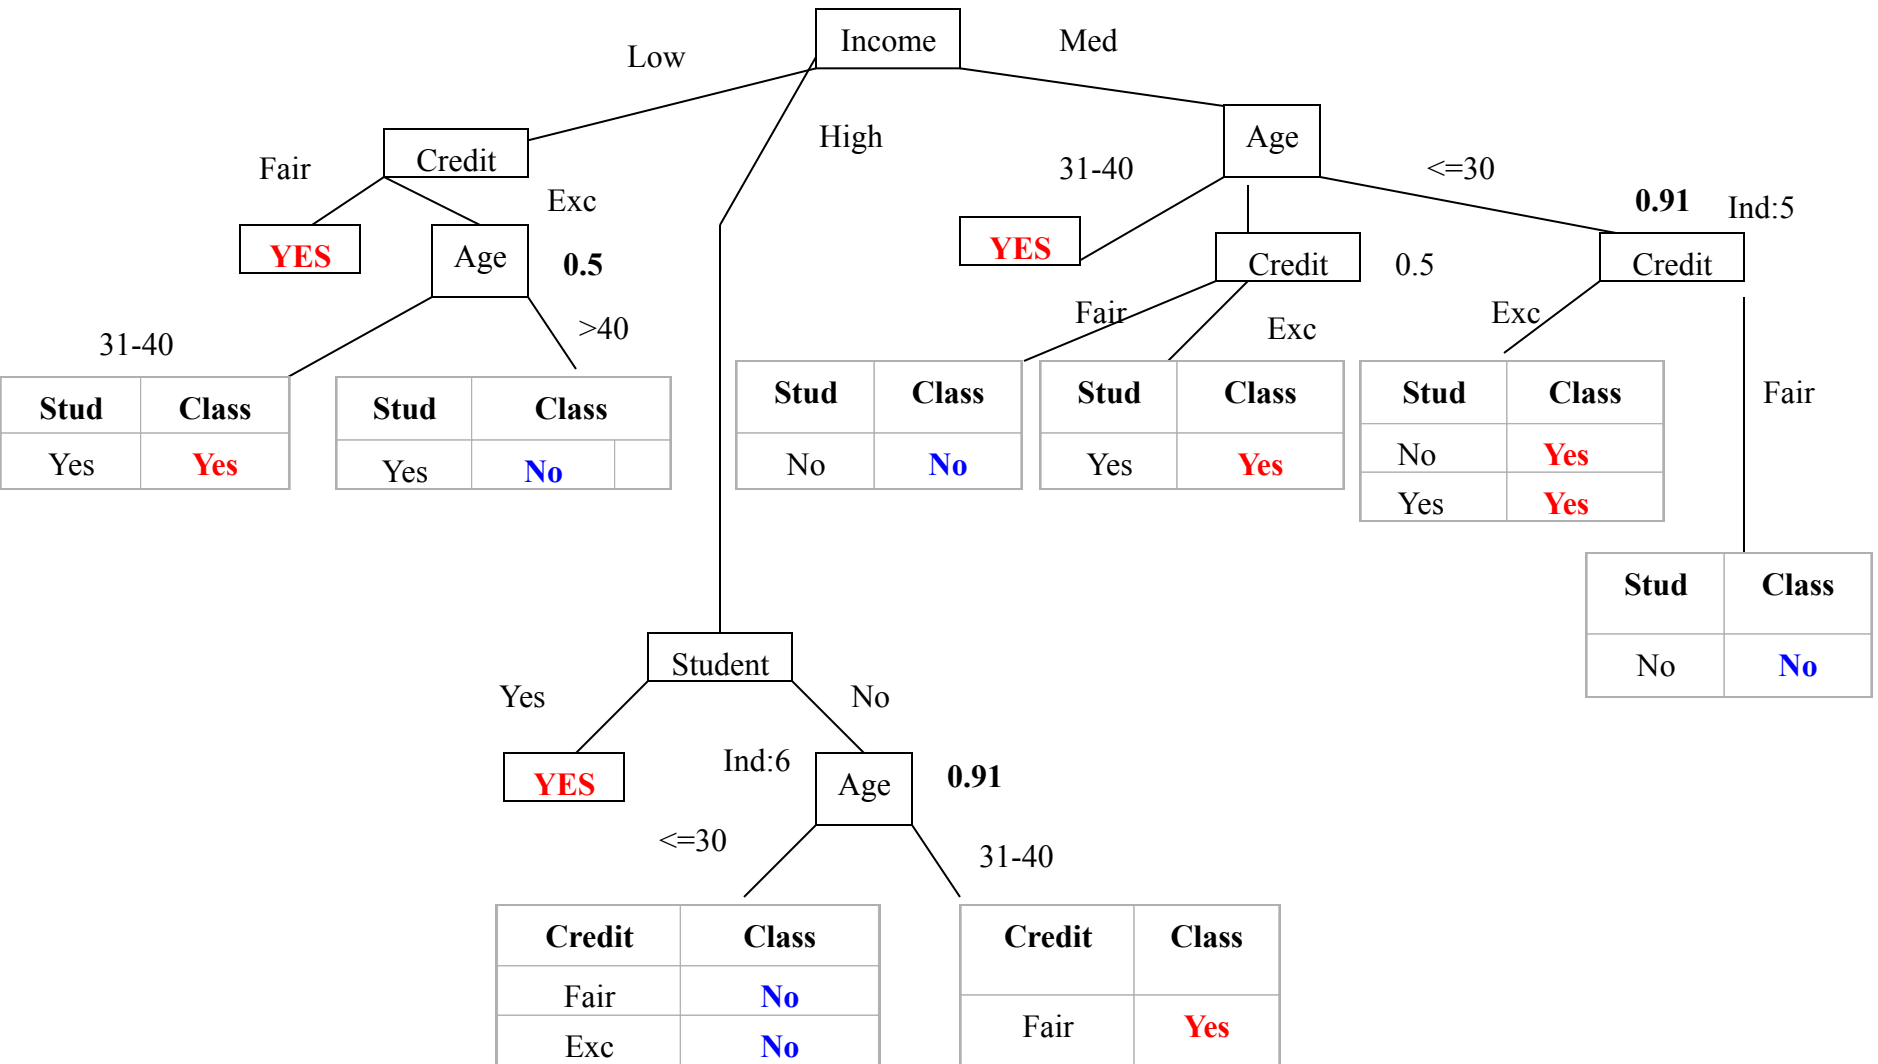 Income
Low
Med
High
Credit
Age
Fair
Exc
31-40
<=30
0.91
Ind:5
YES
Age
0.5
YES
Credit
0.5
Credit
31-40
>40
Fair
Exc
Exc
Fair
Stud Class
Yes Yes
Stud Class
Yes No
Stud Class
No No
Stud Class
Yes Yes
Stud Class
No Yes
Yes Yes
Stud Class
No No
Student
Yes
No
YES
Ind:6
Age
0.91
<=30
31-40
Credit Class
Fair No
Exc No
Credit Class
Fair Yes